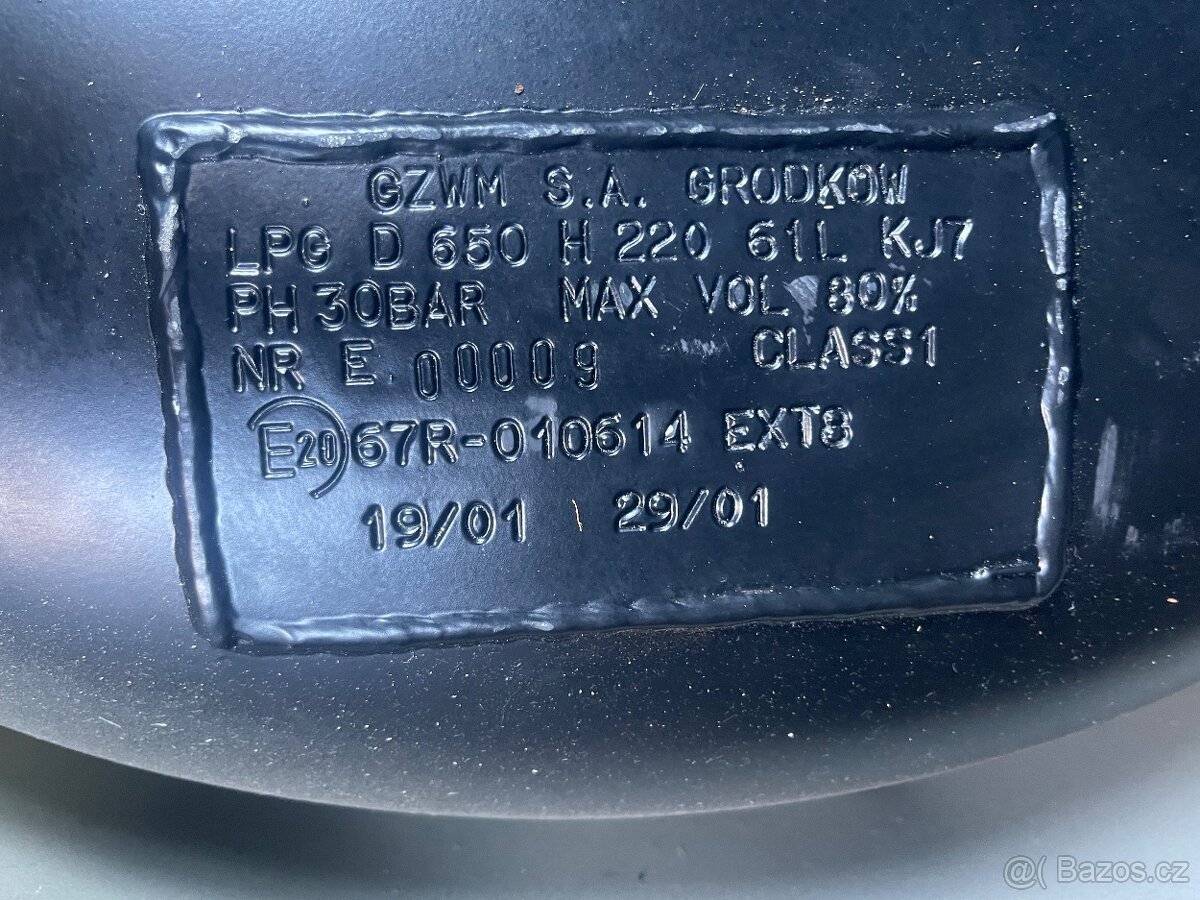 GZWM S.A. GRODKOW
LPG D 650 H 220 61L KJ7
PH 30BAR MAX VOL 80%
NR E 00009 CLASS1
E20 67R-010614 EXT8
19/01 29/01
@( Bazos.cz